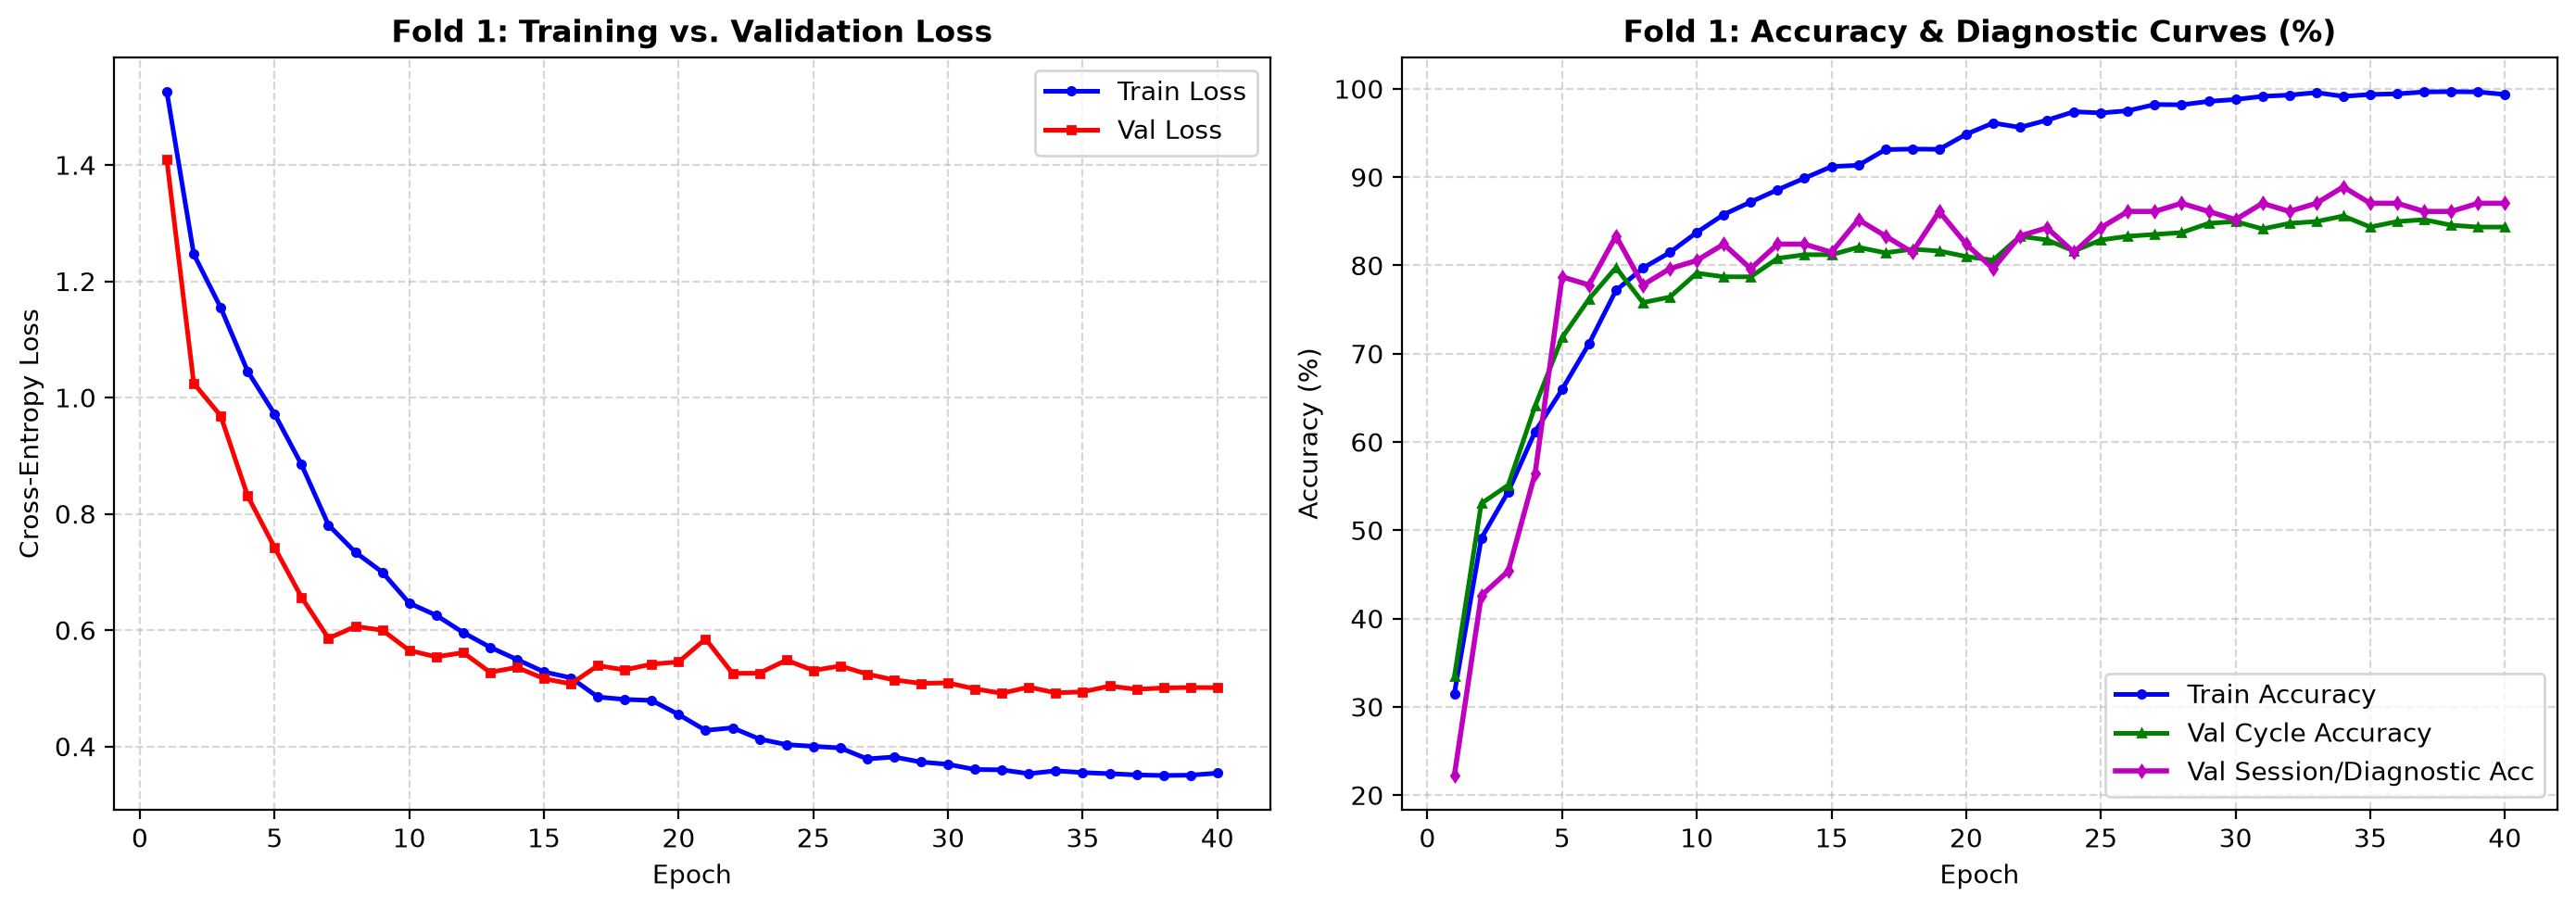 Fold 1: Training vs. Validation Loss
Train Loss
Val Loss
Cross-Entropy Loss
1.4
1.2
1.0
0.8
0.6
0.4
0 5 10 15 20 25 30 35 40
Epoch
Fold 1: Accuracy & Diagnostic Curves (%)
Accuracy (%)
100
90
80
70
60
50
40
30
20
Train Accuracy
Val Cycle Accuracy
Val Session/Diagnostic Acc
0 5 10 15 20 25 30 35 40
Epoch